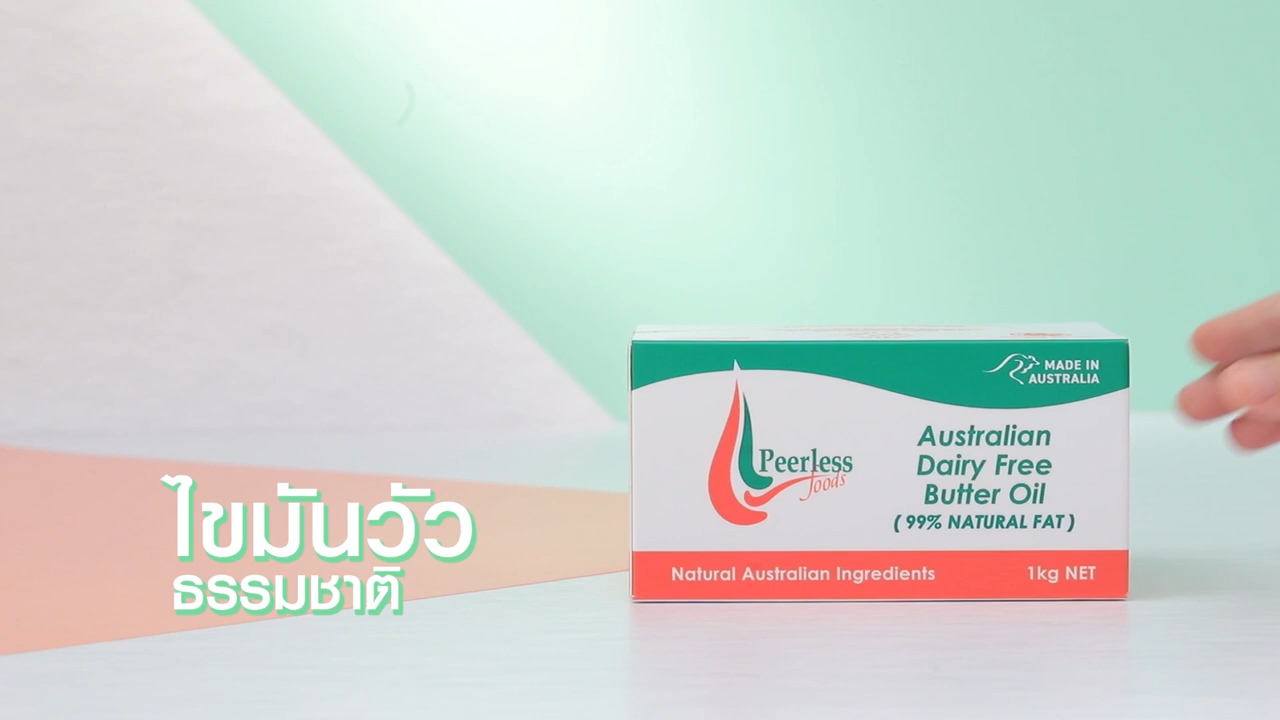 ไขมันวัว
ธรรมชาติ
MADE IN
AUSTRALIA
Peerless
foods
Australian
Dairy Free
Butter Oil
( 99% NATURAL FAT )
Natural Australian Ingredients
1kg NET